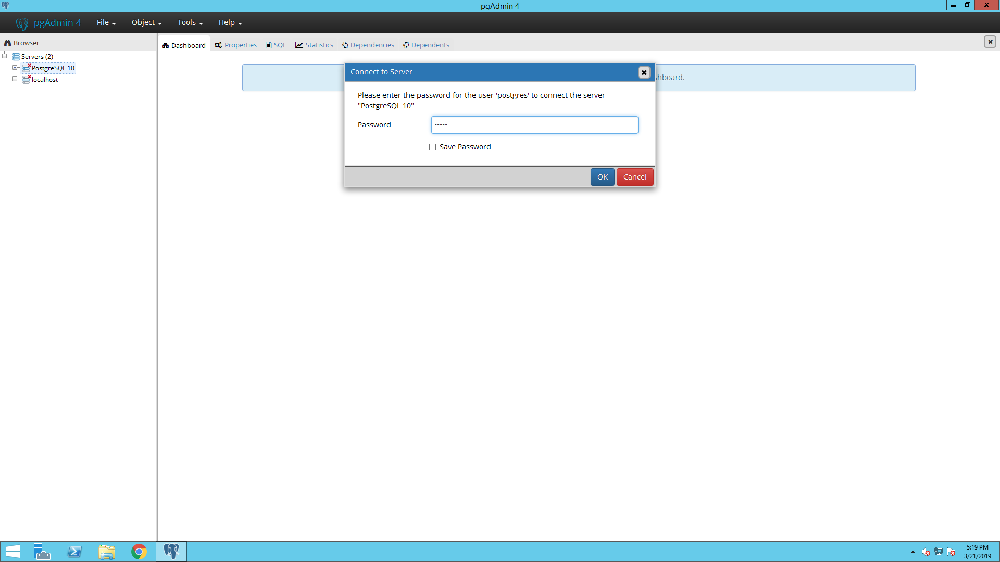 pgAdmin 4
pgAdmin 4 File Object Tools Help
Browser
Dashboard Properties SQL Statistics Dependencies Dependents
Servers (2)
PostgreSQL 10
localhost
Connect to Server
Please enter the password for the user 'postgres' to connect the server -
"PostgreSQL 10"
Password •••••
Save Password
OK Cancel
5:19 PM
3/21/2019